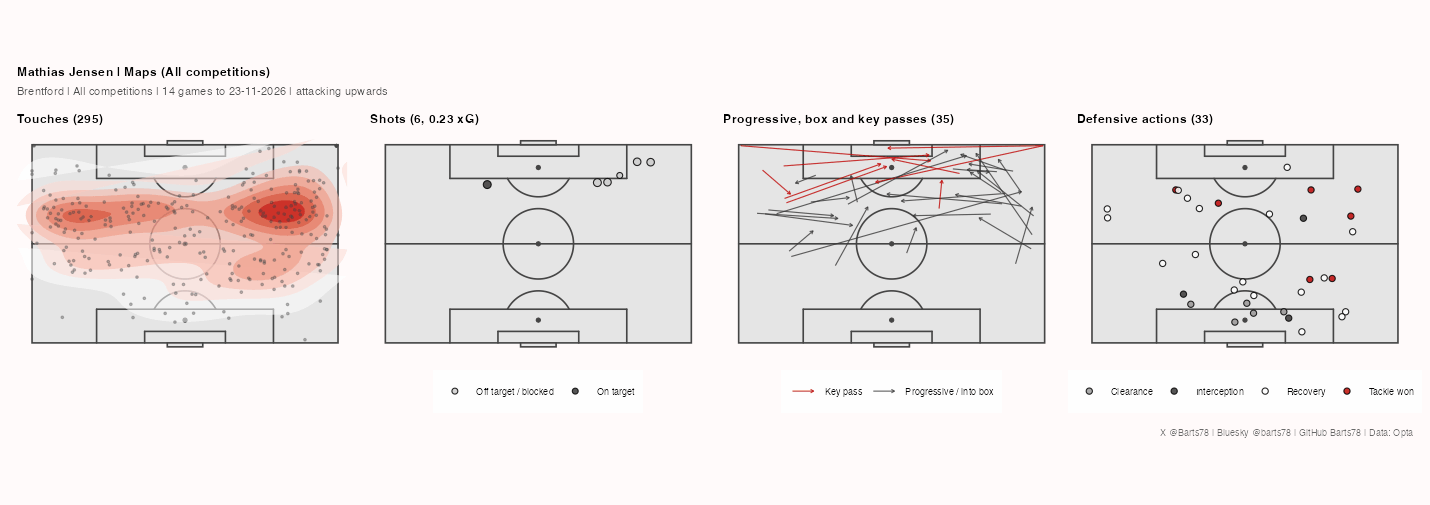 Mathias Jensen | Maps (All competitions)
Brentford | All competitions | 14 games to 23-11-2026 | attacking upwards
Touches (295)
Shots (6, 0.23 xG)
Progressive, box and key passes (35)
Defensive actions (33)
Off target / blocked
On target
Key pass
Progressive / into box
Clearance
Interception
Recovery
Tackle won
X @Barts78 | Bluesky @barts78 | GitHub Barts78 | Data: Opta